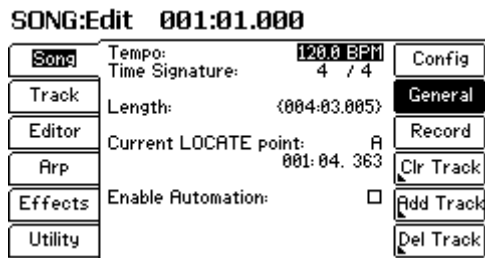 SONG:Edit 001:01.000
Song
Tempo: 120.0 BPM
Config
Time Signature: 4 / 4
Track
Length: (004:03.005)
General
Editor
Current LOCATE point: A
Record
Arp
001:04. 363
Clr Track
Effects
Enable Automation:
Add Track
Utility
Del Track